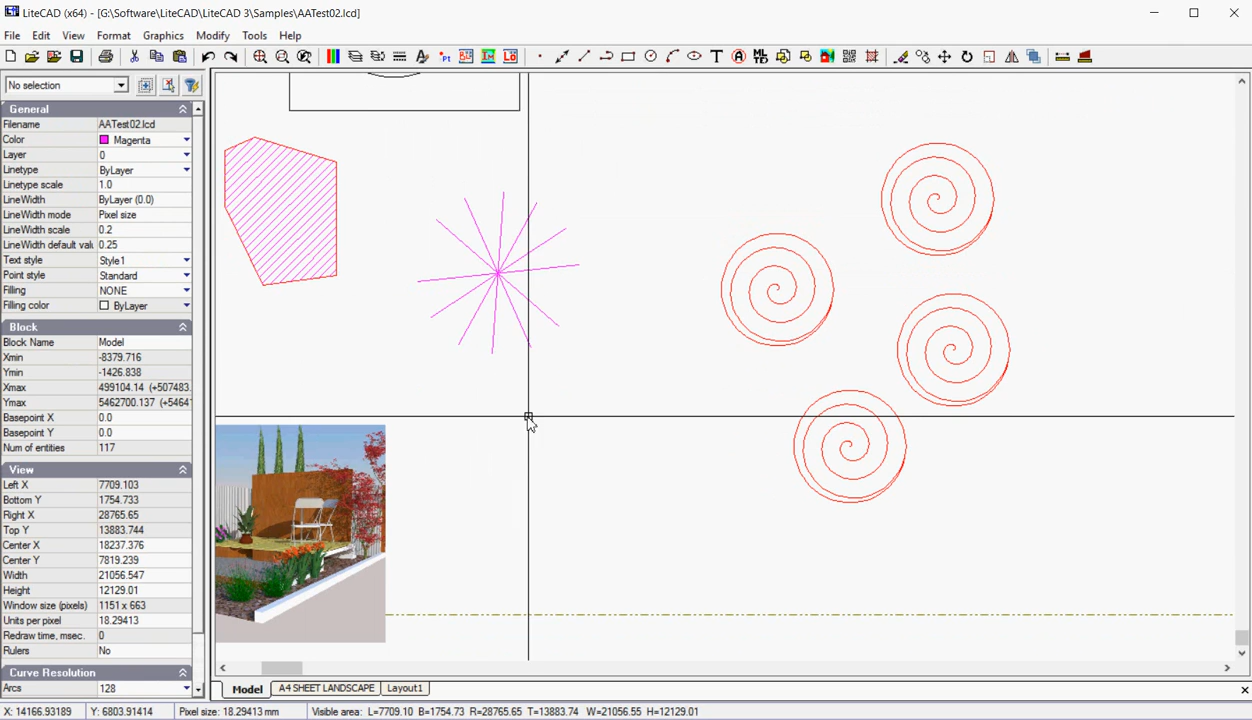 LiteCAD (x64) - [G:\Software\LiteCAD\LiteCAD 3\Samples\AATest02.lcd]
File Edit View Format Graphics Modify Tools Help
No selection
General
Filename AATest02.lcd
Color Magenta
Layer 0
Linetype ByLayer
Linetype scale 1.0
LineWidth ByLayer (0.0)
LineWidth mode Pixel size
LineWidth scale 0.2
LineWidth default val 0.25
Text style Style1
Point style Standard
Filling NONE
Filling color ByLayer
Block
Block Name Model
Xmin -8379.716
Ymin -1426.838
Xmax 499104.14 (+507483.
Ymax 5462700.137 (+5464
Basepoint X 0.0
Basepoint Y 0.0
Num of entities 117
View
Left X 7709.103
Bottom Y 1754.733
Right X 28765.65
Top Y 13883.744
Center X 18237.376
Center Y 7819.239
Width 21056.547
Height 12129.01
Window size (pixels) 1151 x 663
Units per pixel 18.29413
Redraw time, msec. 0
Rulers No
Curve Resolution
Arcs 128
Model A4 SHEET LANDSCAPE Layout1
X: 14166.93189 Y: 6803.91414 Pixel size: 18.29413 mm Visible area: L=7709.10 B=1754.73 R=28765.65 T=13883.74 W=21056.55 H=12129.01